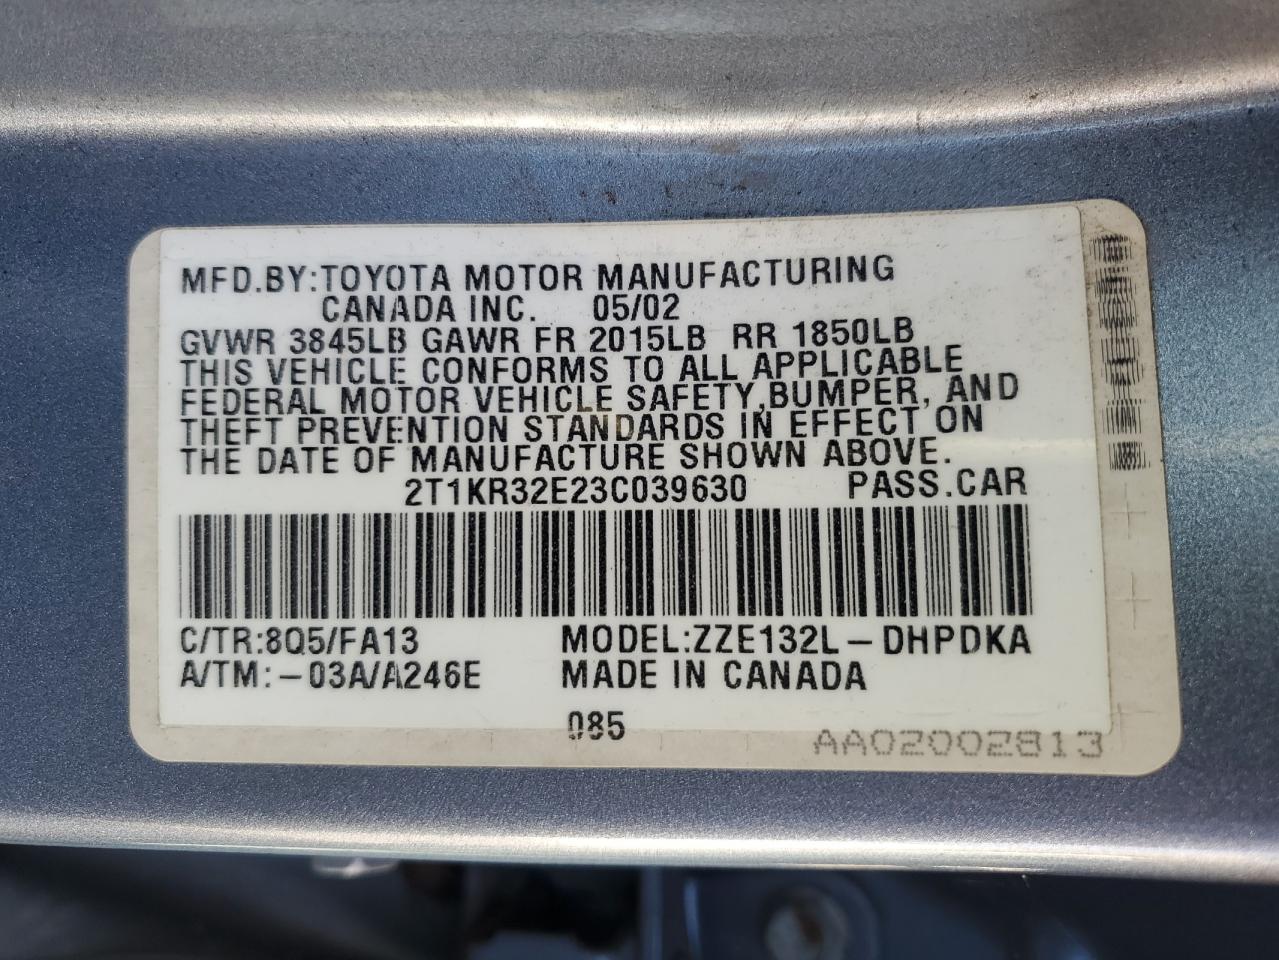 MFD.BY:TOYOTA MOTOR MANUFACTURING
CANADA INC. 05/02
GVWR 3845LB GAWR FR 2015LB RR 1850LB
THIS VEHICLE CONFORMS TO ALL APPLICABLE
FEDERAL MOTOR VEHICLE SAFETY,BUMPER, AND
THEFT PREVENTION STANDARDS IN EFFECT ON
THE DATE OF MANUFACTURE SHOWN ABOVE.
2T1KR32E23C039630 PASS.CAR
C/TR:8Q5/FA13 MODEL:ZZE132L-DHPDKA
A/TM:-03A/A246E MADE IN CANADA
085
AA02002813